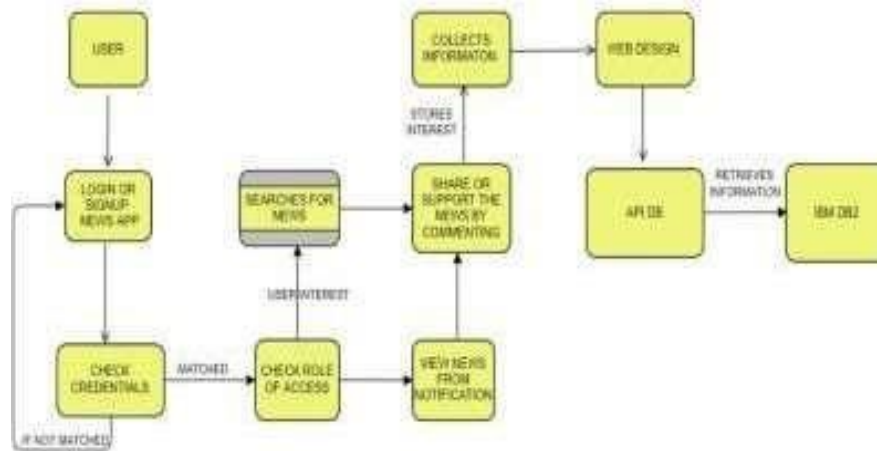 USER
COLLECTS
INFORMATON
WEB DESIGN
STORES
INTEREST
LOGIN OR
SIGNUP
NEWS APP
SEARCHES FOR
NEWS
SHARE OR
SUPPORT THE
NEWS BY
COMMENTING
API DB
RETRIEVES
INFORMATION
IBM DB2
USER INTEREST
CHECK
CREDENTIALS
MATCHED
CHECK ROLE
OF ACCESS
VIEW NEWS
FROM
NOTIFICATION
IF NOT MATCHED